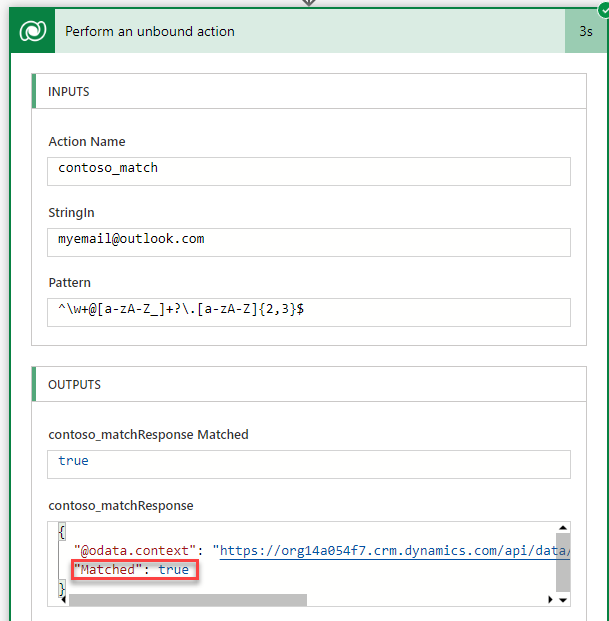 Perform an unbound action
3s
INPUTS
Action Name
contoso_match
StringIn
myemail@outlook.com
Pattern
^\w+@[a-zA-Z_]+?\.[a-zA-Z]{2,3}$
OUTPUTS
contoso_matchResponse Matched
true
contoso_matchResponse
{
"@odata.context": "https://org14a054f7.crm.dynamics.com/api/data/
"Matched": true
}